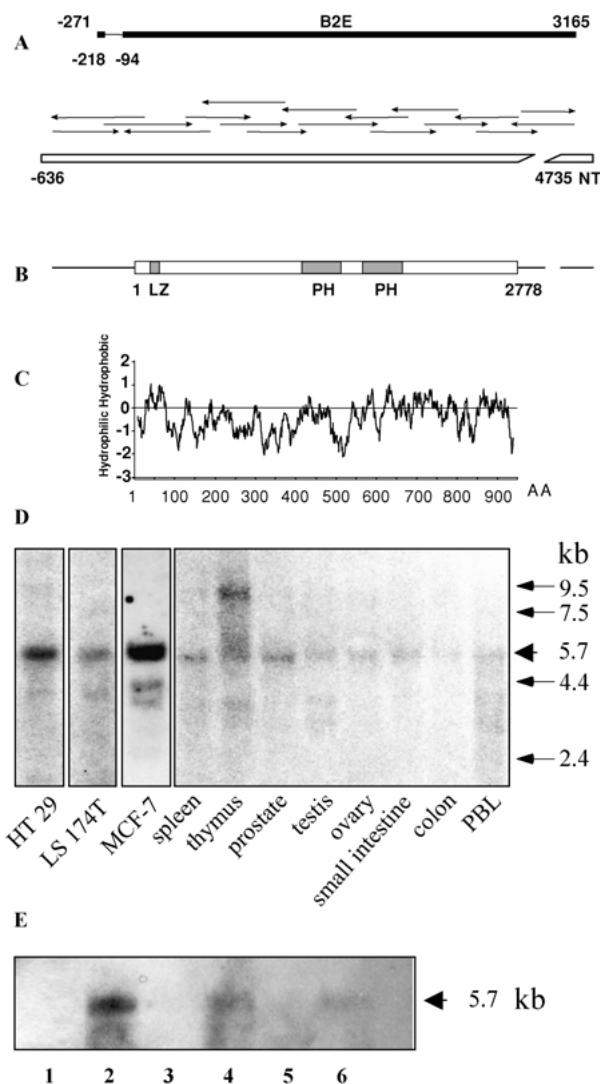 A
-271 B2E 3165
-218 -94
-636 4735 NT
B
1 LZ PH PH 2778
C
Hydrophilic Hydrophobic
2
1
0
-1
-2
-3
1 100 200 300 400 500 600 700 800 900 AA
D
kb
9.5
7.5
5.7
4.4
2.4
HT 29 LS 174T MCF-7 spleen thymus prostate testis ovary small intestine colon PBL
E
5.7 kb
1 2 3 4 5 6